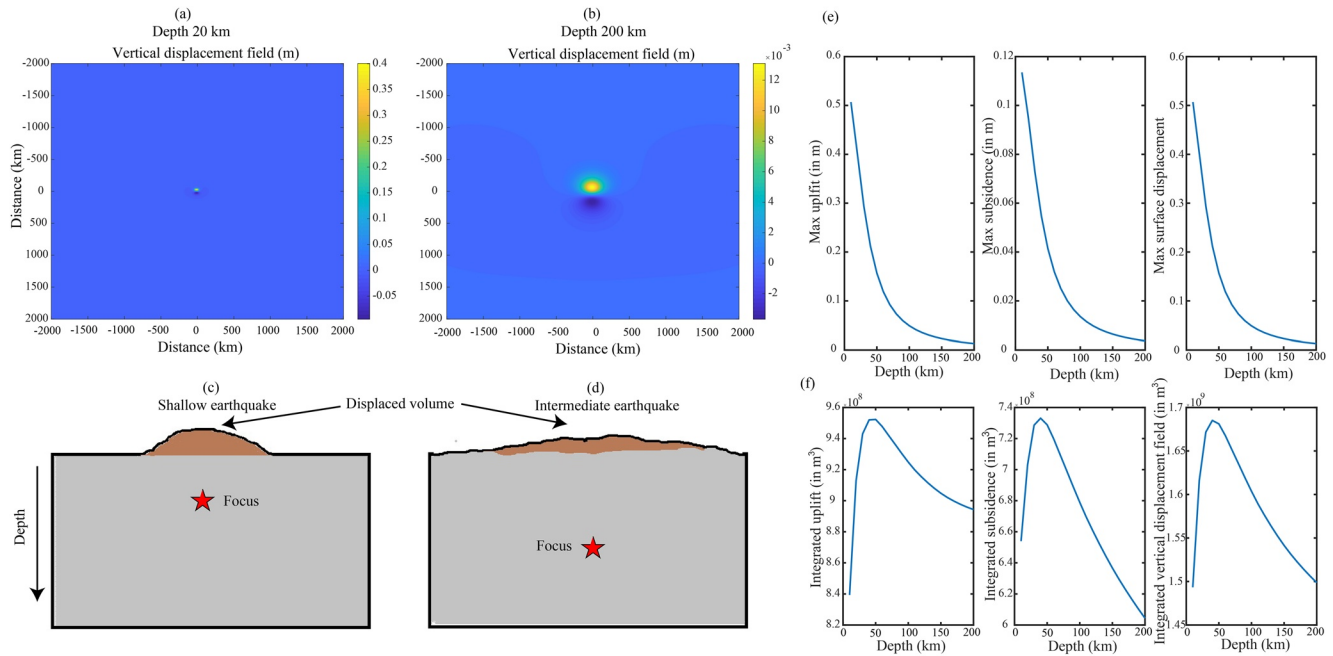 (a)
Depth 20 km
Vertical displacement field (m)
-2000
-1500
-1000
-500
0
500
1000
1500
2000
Distance (km)
-2000 -1500 -1000 -500 0 500 1000 1500 2000
Distance (km)
0.4
0.35
0.3
0.25
0.2
0.15
0.1
0.05
0
-0.05
(b)
Depth 200 km
×10⁻³
Vertical displacement field (m)
-2000
-1500
-1000
-500
0
500
1000
1500
2000
-2000 -1500 -1000 -500 0 500 1000 1500 2000
Distance (km)
12
10
8
6
4
2
0
-2
(c)
Shallow earthquake
Displaced volume
(d)
Intermediate earthquake
Depth
Focus
Focus
(e)
Max uplfit (in m)
0.6
0.5
0.4
0.3
0.2
0.1
0
0 50 100 150 200
Depth (km)
Max subsidence (in m)
0.12
0.1
0.08
0.06
0.04
0.02
0
0 50 100 150 200
Depth (km)
Max surface displacement
0.6
0.5
0.4
0.3
0.2
0.1
0
0 50 100 150 200
Depth (km)
(f)
Integrated uplift (in m³)
×10⁸
9.6
9.4
9.2
9
8.8
8.6
8.4
8.2
0 50 100 150 200
Depth (km)
Integrated subsidence (in m³)
×10⁸
7.4
7.2
7
6.8
6.6
6.4
6.2
6
0 50 100 150 200
Depth (km)
Integrated vertical displacement field (in m³)
×10⁹
1.7
1.65
1.6
1.55
1.5
1.45
0 50 100 150 200
Depth (km)